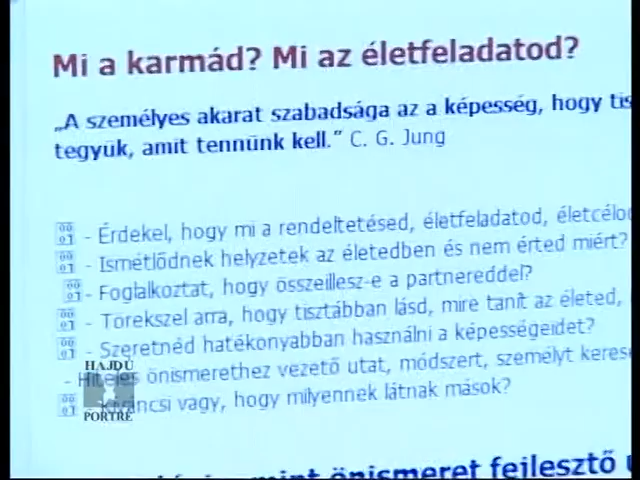 Mi a karmád? Mi az életfeladatod?
„A személyes akarat szabadsága az a képesség, hogy
tegyük, amit tennünk kell." C. G. Jung
- Érdekel, hogy mi a rendeltetésed, életfeladatod,
- Ismétlődnek helyzetek az életedben és nem érted miért?
- Foglalkoztat, hogy összeillesz-e a partnereddel?
- Törekszel arra, hogy tisztábban lásd, mire tanít az életed,
- Szeretnéd hatékonyabban használni a képességeidet?
- Hiteles önismerethez vezető utat, módszert, személyt
- Kíváncsi vagy, hogy milyennek látnak mások?
mint önismeret fejlesztő
HAJDÚ
PORTRÉ